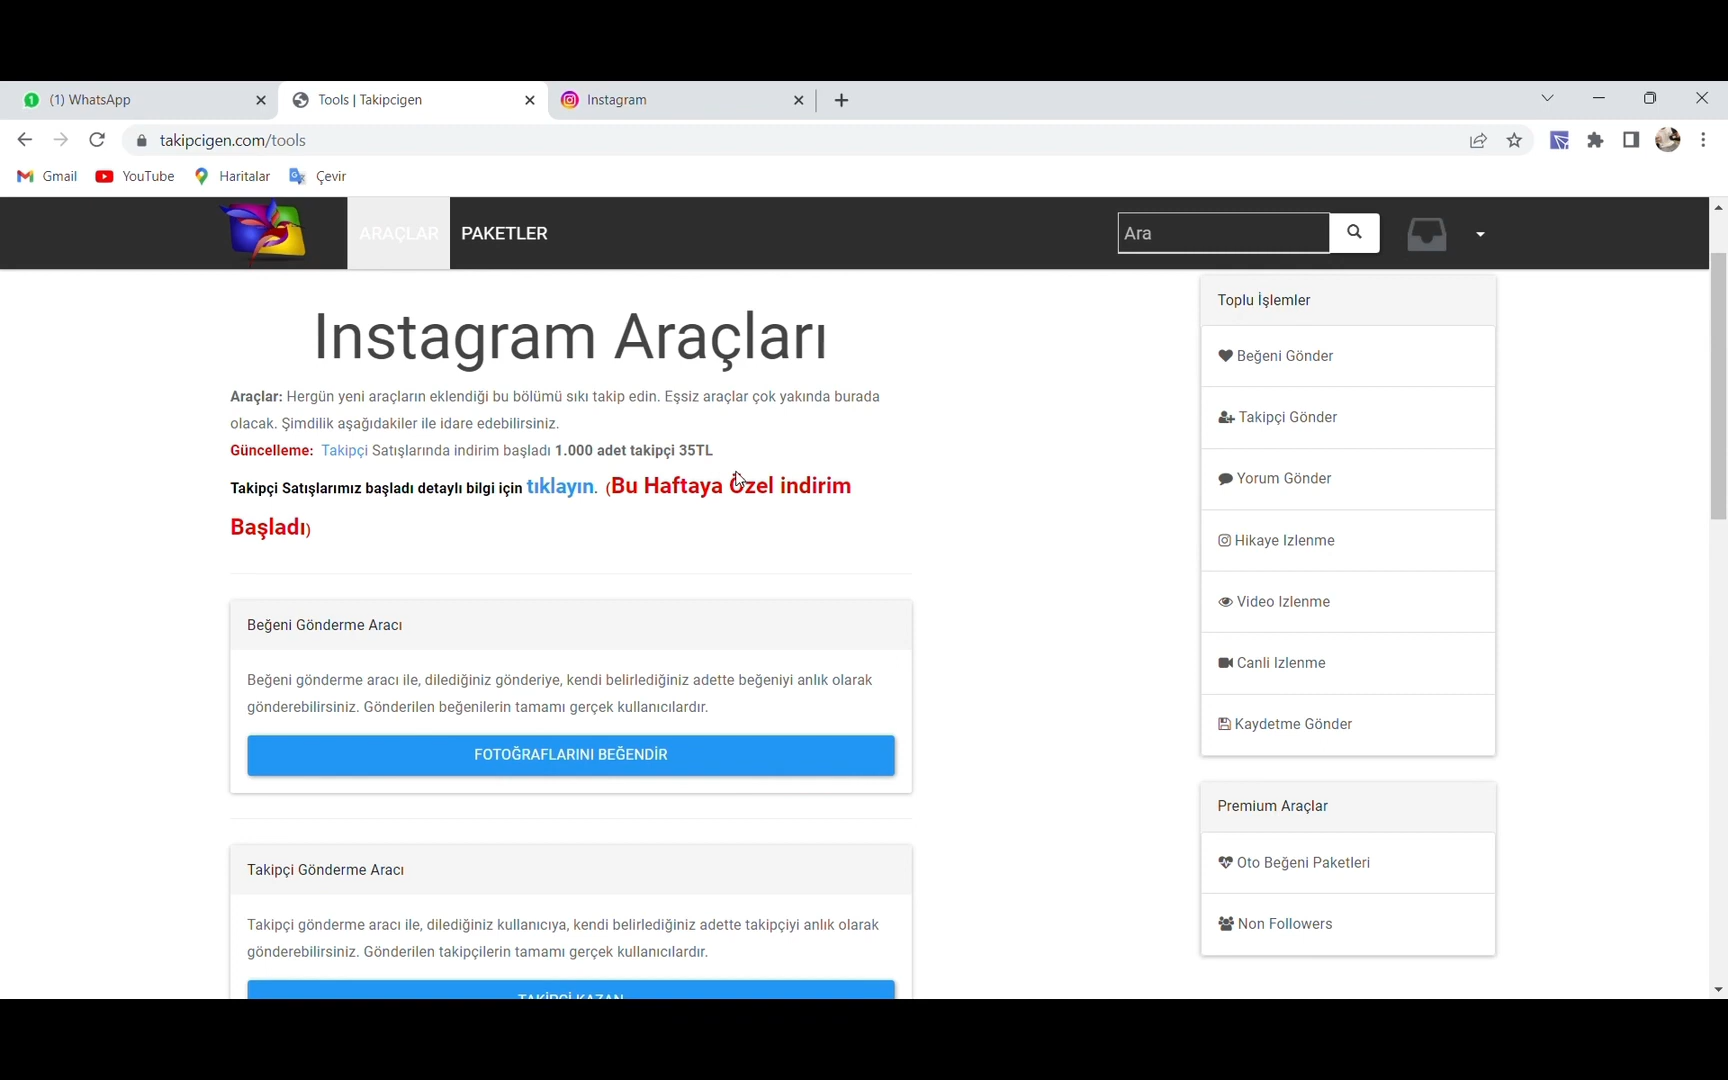 (1) WhatsApp
Tools | Takipcigen
Instagram
takipcigen.com/tools
Gmail
YouTube
Haritalar
Çevir
ARAÇLAR
PAKETLER
Ara
Instagram Araçları
Araçlar: Hergün yeni araçların eklendiği bu bölümü sıkı takip edin. Eşsiz araçlar çok yakında burada
olacak. Şimdilik aşağıdakiler ile idare edebilirsiniz.
Güncelleme: Takipçi Satışlarında indirim başladı 1.000 adet takipçi 35TL
Takipçi Satışlarımız başladı detaylı bilgi için tıklayın. (Bu Haftaya Özel indirim
Başladı)
Beğeni Gönderme Aracı
Beğeni gönderme aracı ile, dilediğiniz gönderiye, kendi belirlediğiniz adette beğeniyi anlık olarak
gönderebilirsiniz. Gönderilen beğenilerin tamamı gerçek kullanıcılardır.
FOTOĞRAFLARINI BEĞENDİR
Takipçi Gönderme Aracı
Takipçi gönderme aracı ile, dilediğiniz kullanıcıya, kendi belirlediğiniz adette takipçiyi anlık olarak
gönderebilirsiniz. Gönderilen takipçilerin tamamı gerçek kullanıcılardır.
TAKİPÇİ KAZAN
Toplu İşlemler
Beğeni Gönder
Takipçi Gönder
Yorum Gönder
Hikaye Izlenme
Video Izlenme
Canli Izlenme
Kaydetme Gönder
Premium Araçlar
Oto Beğeni Paketleri
Non Followers